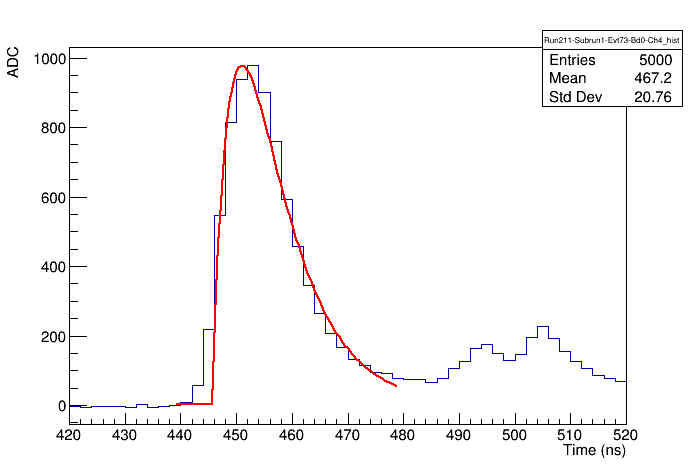 Run211-Subrun1-Evt73-Bd0-Ch4_hist
Entries 5000
Mean 467.2
Std Dev 20.76
ADC
1000
800
600
400
200
0
420 430 440 450 460 470 480 490 500 510 520
Time (ns)